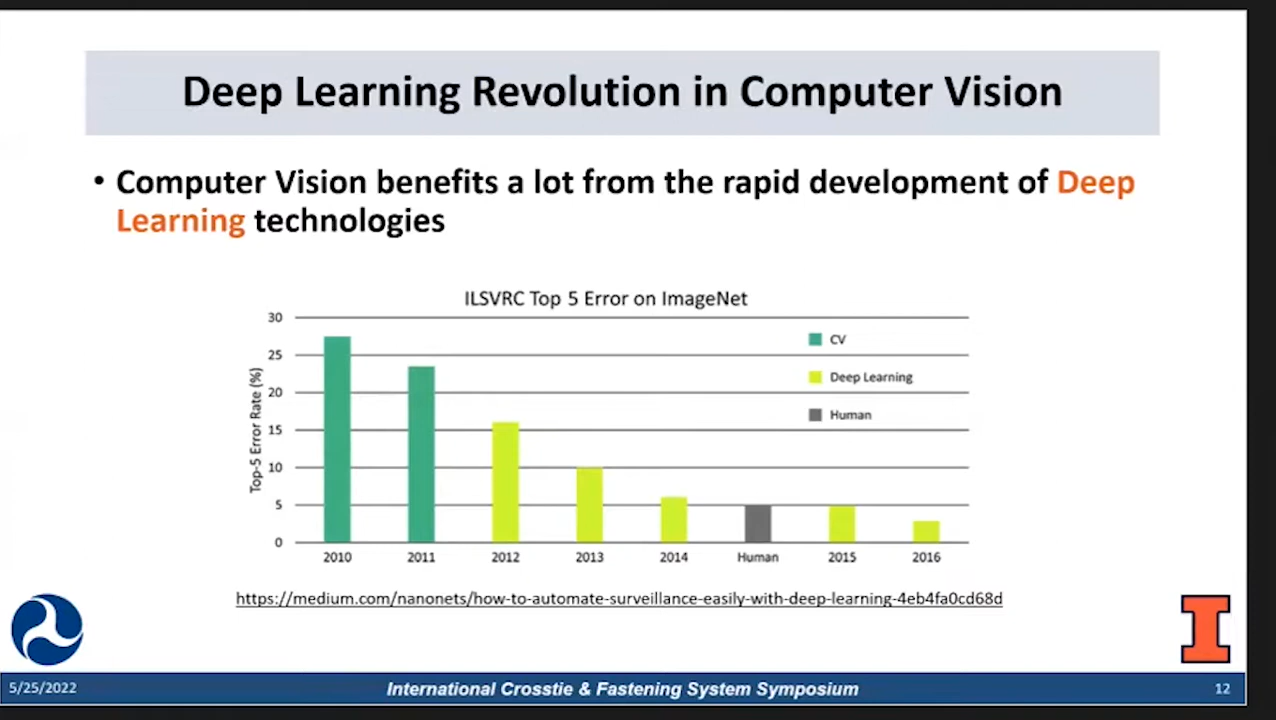 Deep Learning Revolution in Computer Vision
• Computer Vision benefits a lot from the rapid development of Deep
Learning technologies
ILSVRC Top 5 Error on ImageNet
Top-5 Error Rate (%)
30
25
20
15
10
5
0
CV
Deep Learning
Human
2010 2011 2012 2013 2014 Human 2015 2016
https://medium.com/nanonets/how-to-automate-surveillance-easily-with-deep-learning-4eb4fa0cd68d
I
5/25/2022 International Crosstie & Fastening System Symposium 12